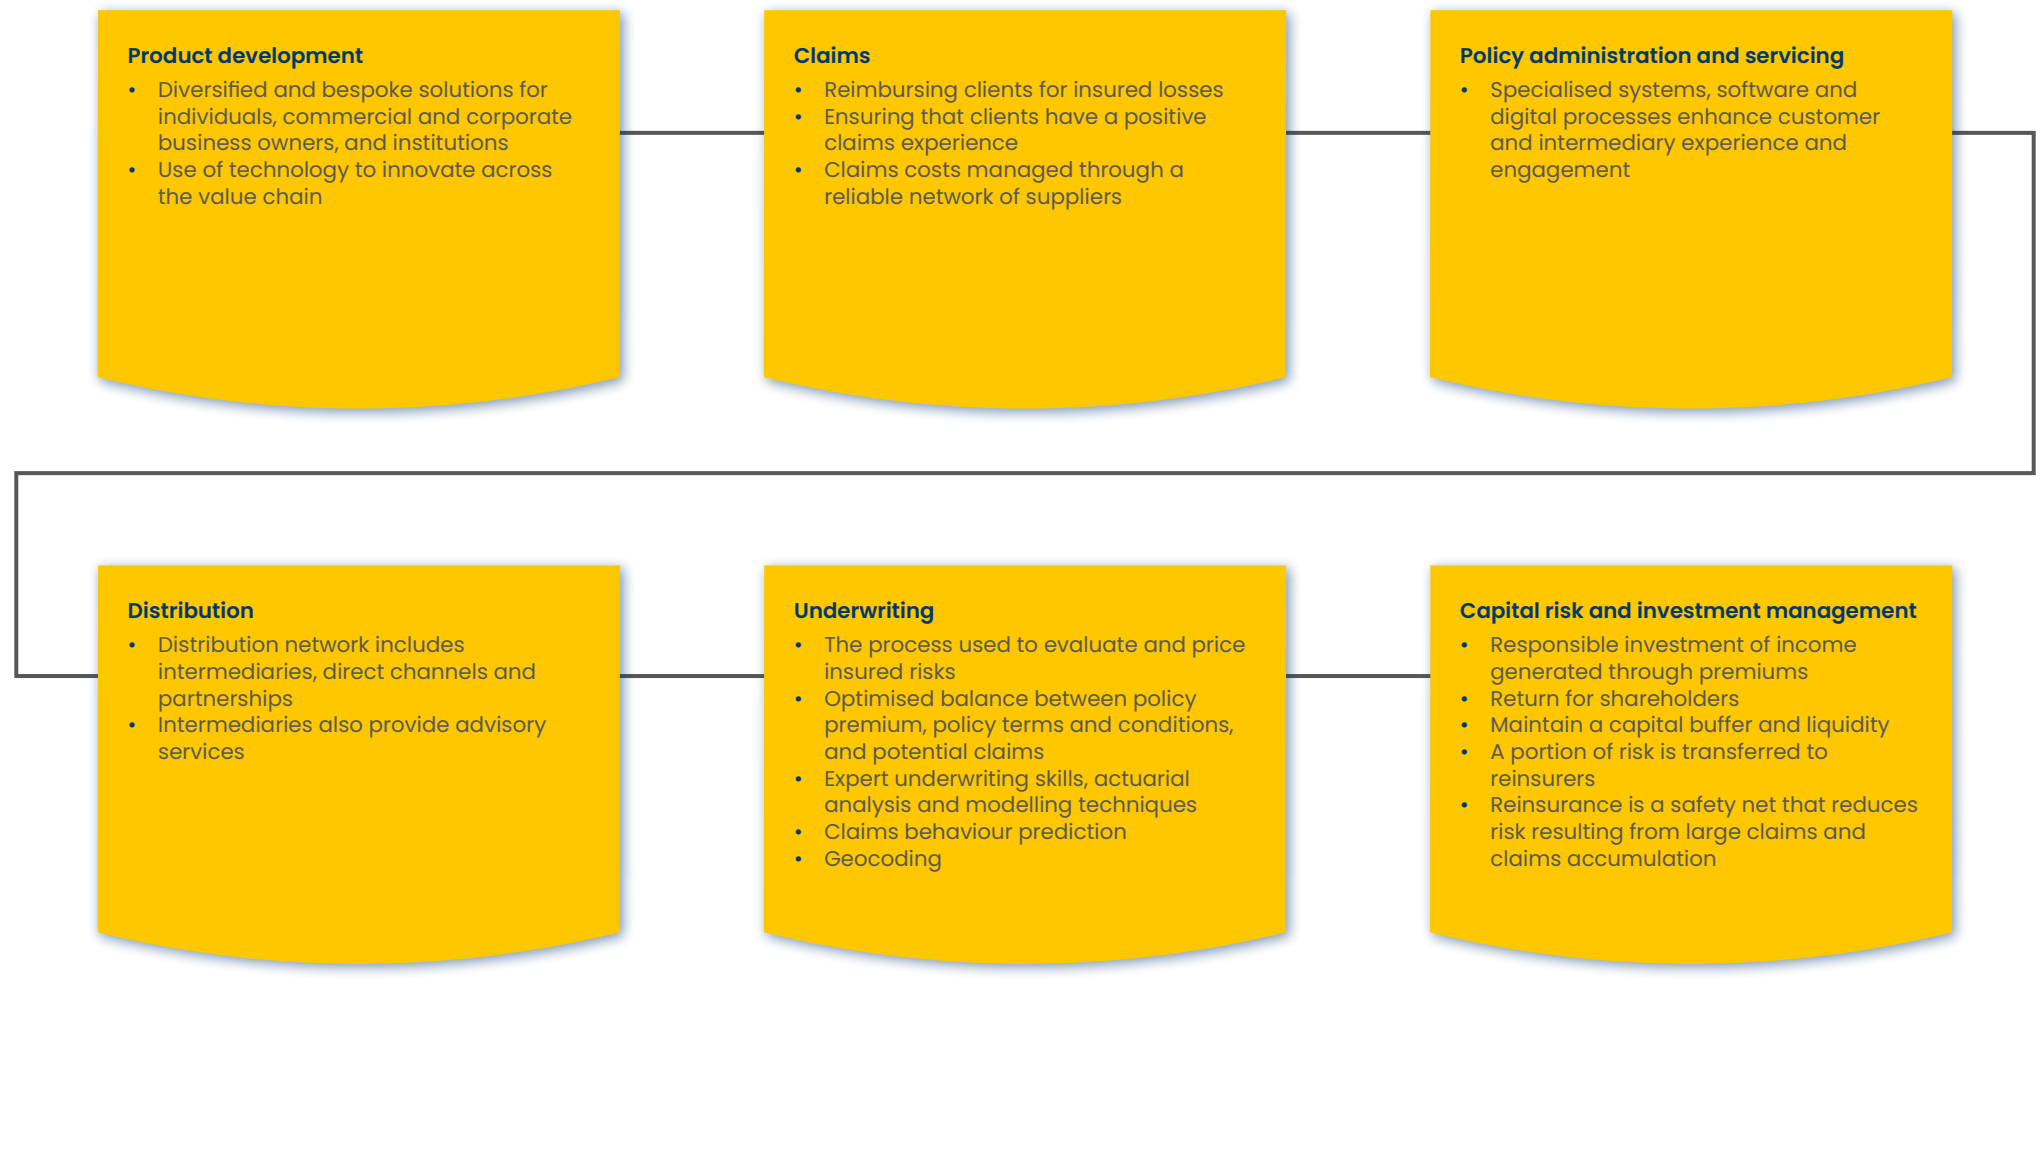 Product development
• Diversified and bespoke solutions for
individuals, commercial and corporate
business owners, and institutions
• Use of technology to innovate across
the value chain
Claims
• Reimbursing clients for insured losses
• Ensuring that clients have a positive
claims experience
• Claims costs managed through a
reliable network of suppliers
Policy administration and servicing
• Specialised systems, software and
digital processes enhance customer
and intermediary experience and
engagement
Distribution
• Distribution network includes
intermediaries, direct channels and
partnerships
• Intermediaries also provide advisory
services
Underwriting
• The process used to evaluate and price
insured risks
• Optimised balance between policy
premium, policy terms and conditions,
and potential claims
• Expert underwriting skills, actuarial
analysis and modelling techniques
• Claims behaviour prediction
• Geocoding
Capital risk and investment management
• Responsible investment of income
generated through premiums
• Return for shareholders
• Maintain a capital buffer and liquidity
• A portion of risk is transferred to
reinsurers
• Reinsurance is a safety net that reduces
risk resulting from large claims and
claims accumulation